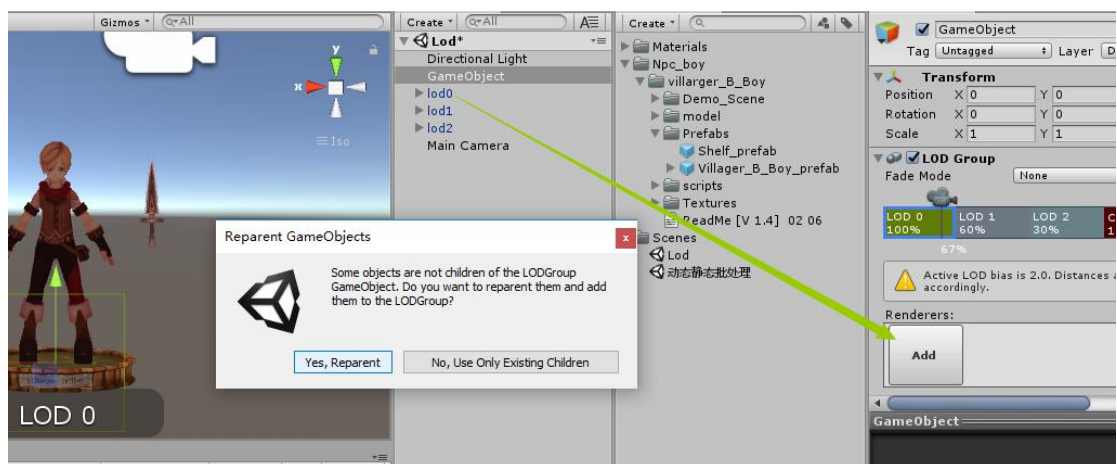 Gizmos
All
y
x
Iso
LOD 0
Create
All
Lod*
Directional Light
GameObject
lod0
lod1
lod2
Main Camera
Create
Materials
Npc_boy
villarger_B_Boy
Demo_Scene
model
Prefabs
Shelf_prefab
Villager_B_Boy_prefab
scripts
Textures
ReadMe [V 1.4] 02 06
Scenes
Lod
动态静态批处理
Reparent GameObjects
x
Some objects are not children of the LODGroup
GameObject. Do you want to reparent them and add
them to the LODGroup?
Yes, Reparent
No, Use Only Existing Children
GameObject
Tag Untagged Layer D
Transform
Position X 0 Y 0
Rotation X 0 Y 0
Scale X 1 Y 1
LOD Group
Fade Mode None
LOD 0 LOD 1 LOD 2 C
100% 60% 30% 1
67%
Active LOD bias is 2.0. Distances a
accordingly.
Renderers:
Add
GameObject